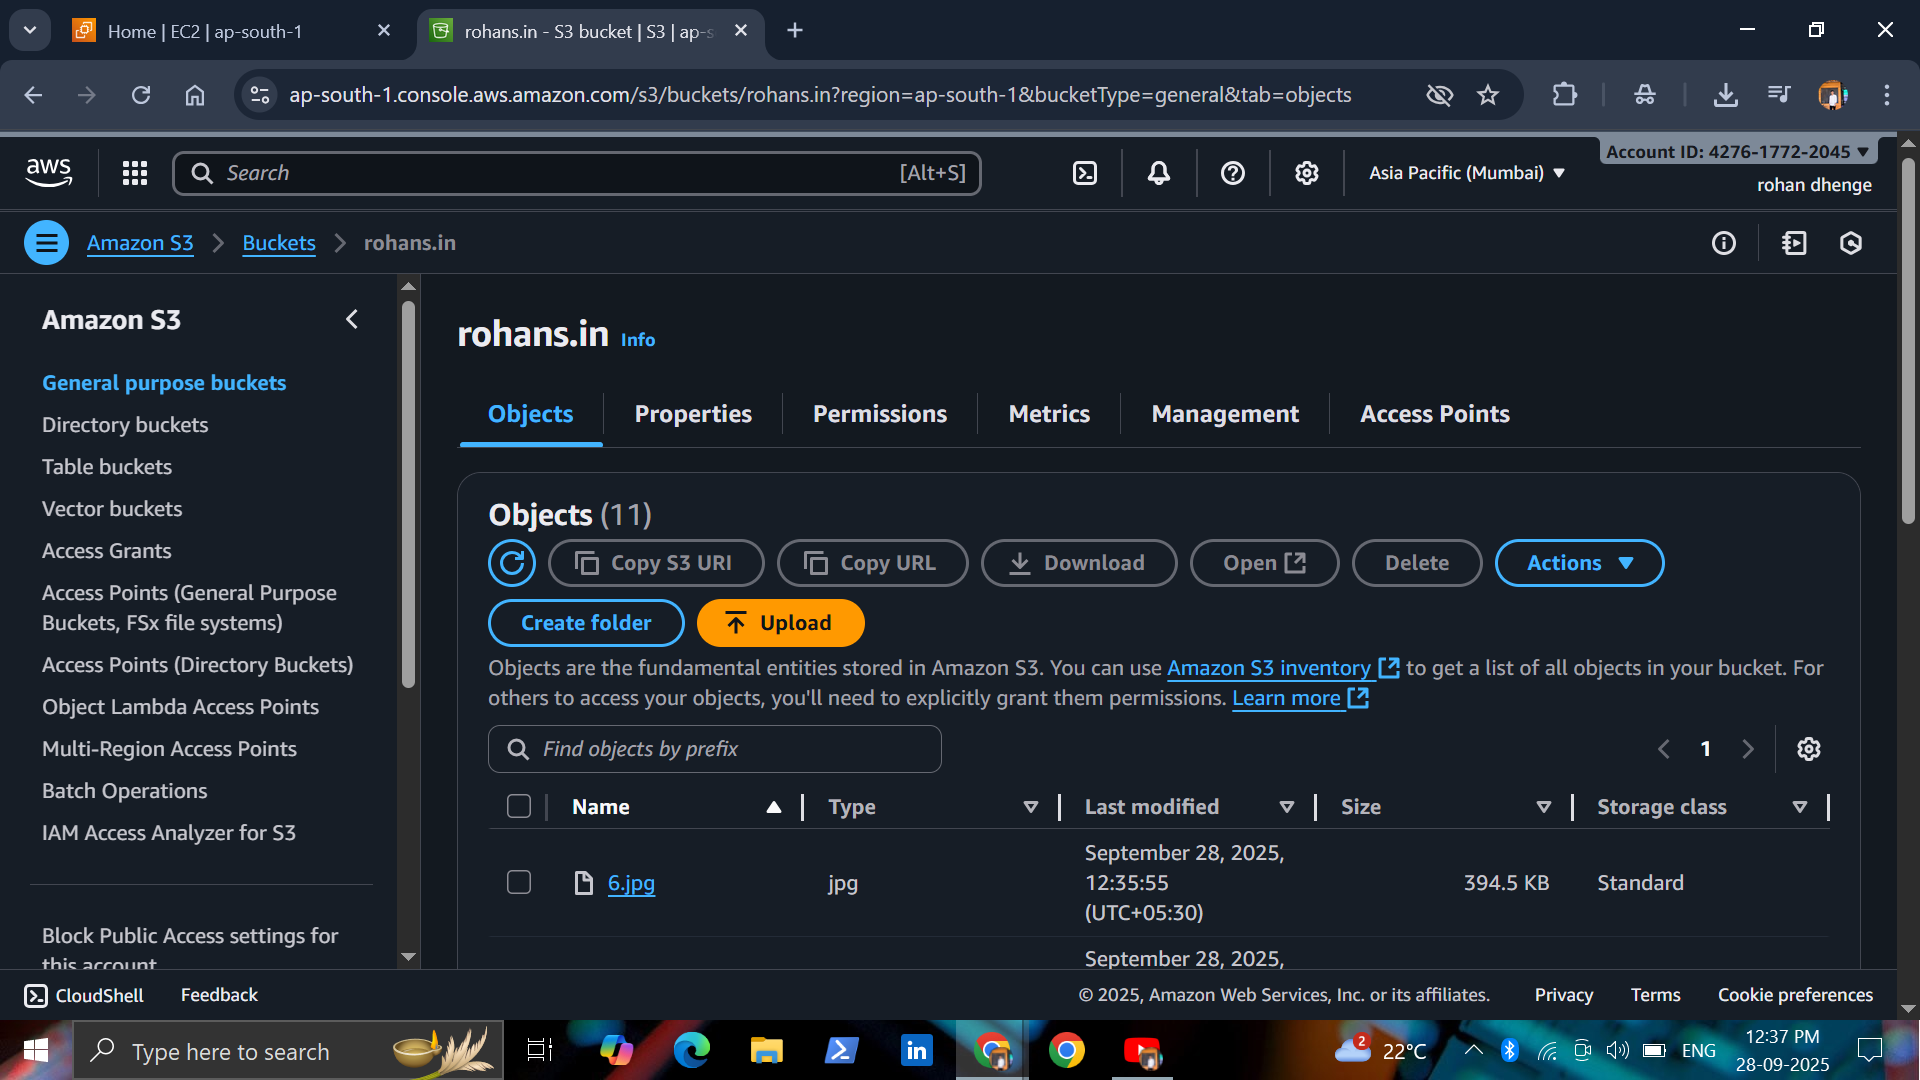 Home | EC2 | ap-south-1
rohans.in - S3 bucket | S3 | ap-s
ap-south-1.console.aws.amazon.com/s3/buckets/rohans.in?region=ap-south-1&bucketType=general&tab=objects
aws
Search [Alt+S]
Asia Pacific (Mumbai)
Account ID: 4276-1772-2045
rohan dhenge
Amazon S3 > Buckets > rohans.in
Amazon S3
General purpose buckets
Directory buckets
Table buckets
Vector buckets
Access Grants
Access Points (General Purpose
Buckets, FSx file systems)
Access Points (Directory Buckets)
Object Lambda Access Points
Multi-Region Access Points
Batch Operations
IAM Access Analyzer for S3
Block Public Access settings for
this account
rohans.in Info
Objects Properties Permissions Metrics Management Access Points
Objects (11)
Copy S3 URI Copy URL Download Open Delete Actions
Create folder Upload
Objects are the fundamental entities stored in Amazon S3. You can use Amazon S3 inventory to get a list of all objects in your bucket. For
others to access your objects, you'll need to explicitly grant them permissions. Learn more
Find objects by prefix
1
Name Type Last modified Size Storage class
6.jpg jpg September 28, 2025, 394.5 KB Standard
12:35:55
(UTC+05:30)
September 28, 2025,
CloudShell Feedback © 2025, Amazon Web Services, Inc. or its affiliates. Privacy Terms Cookie preferences
Type here to search
in
2
22°C
ENG
12:37 PM
28-09-2025